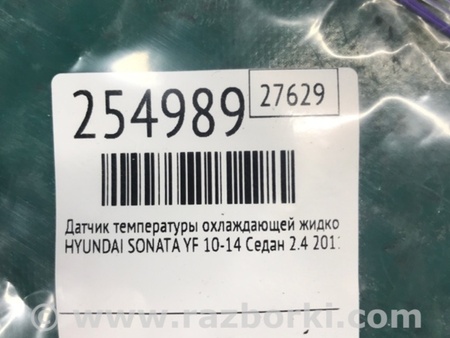 254989
27629
Датчик температуры охлаждающей жидко
HYUNDAI SONATA YF 10-14 Седан 2.4 201
www.razborki.com